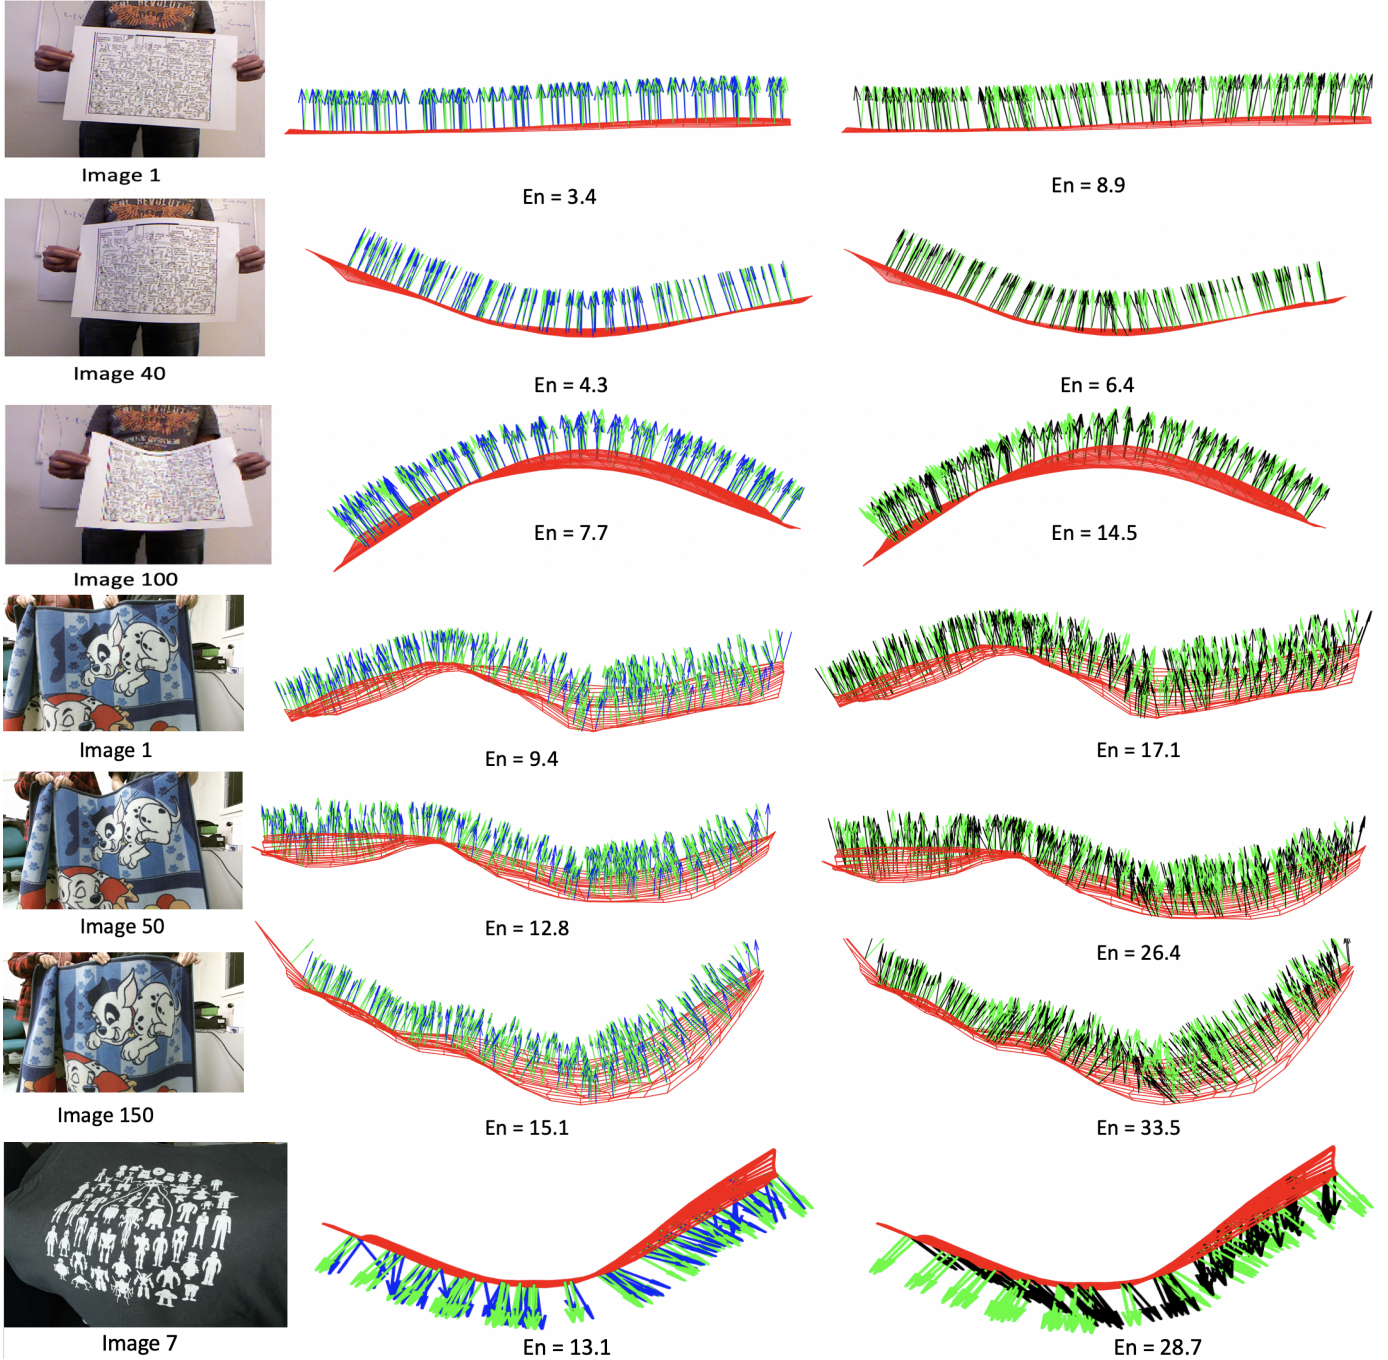 Image 1
En = 3.4
En = 8.9
Image 40
En = 4.3
En = 6.4
Image 100
En = 7.7
En = 14.5
Image 1
En = 9.4
En = 17.1
Image 50
En = 12.8
En = 26.4
Image 150
En = 15.1
En = 33.5
Image 7
En = 13.1
En = 28.7